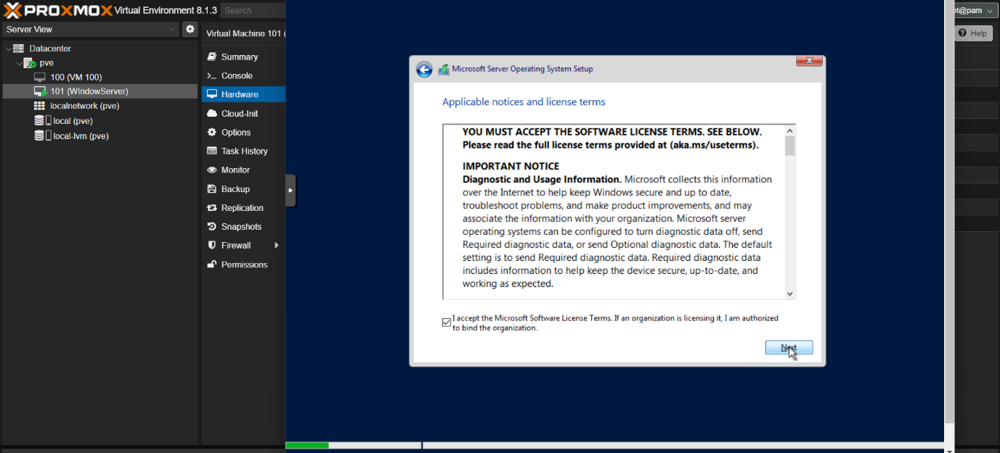 PROXMOX Virtual Environment 8.1.3 Search
t@pam
Server View
Help
Virtual Machine 101 (
Datacenter
pve
100 (VM 100)
101 (WIndowServer)
localnetwork (pve)
local (pve)
local-lvm (pve)
Summary
Console
Hardware
Cloud-Init
Options
Task History
Monitor
Backup
Replication
Snapshots
Firewall
Permissions
Microsoft Server Operating System Setup
Applicable notices and license terms
YOU MUST ACCEPT THE SOFTWARE LICENSE TERMS. SEE BELOW.
Please read the full license terms provided at (aka.ms/useterms).
IMPORTANT NOTICE
Diagnostic and Usage Information. Microsoft collects this information
over the Internet to help keep Windows secure and up to date,
troubleshoot problems, and make product improvements, and may
associate the information with your organization. Microsoft server
operating systems can be configured to turn diagnostic data off, send
Required diagnostic data, or send Optional diagnostic data. The default
setting is to send Required diagnostic data. Required diagnostic data
includes information to help keep the device secure, up-to-date, and
working as expected.
I accept the Microsoft Software License Terms. If an organization is licensing it, I am authorized
to bind the organization.
Next